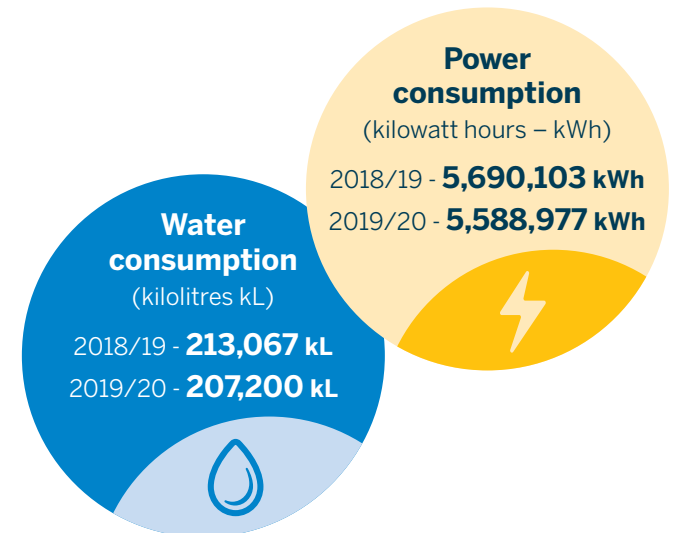 Power
consumption
(kilowatt hours – kWh)
2018/19 - 5,690,103 kWh
2019/20 - 5,588,977 kWh
Water
consumption
(kilolitres kL)
2018/19 - 213,067 kL
2019/20 - 207,200 kL